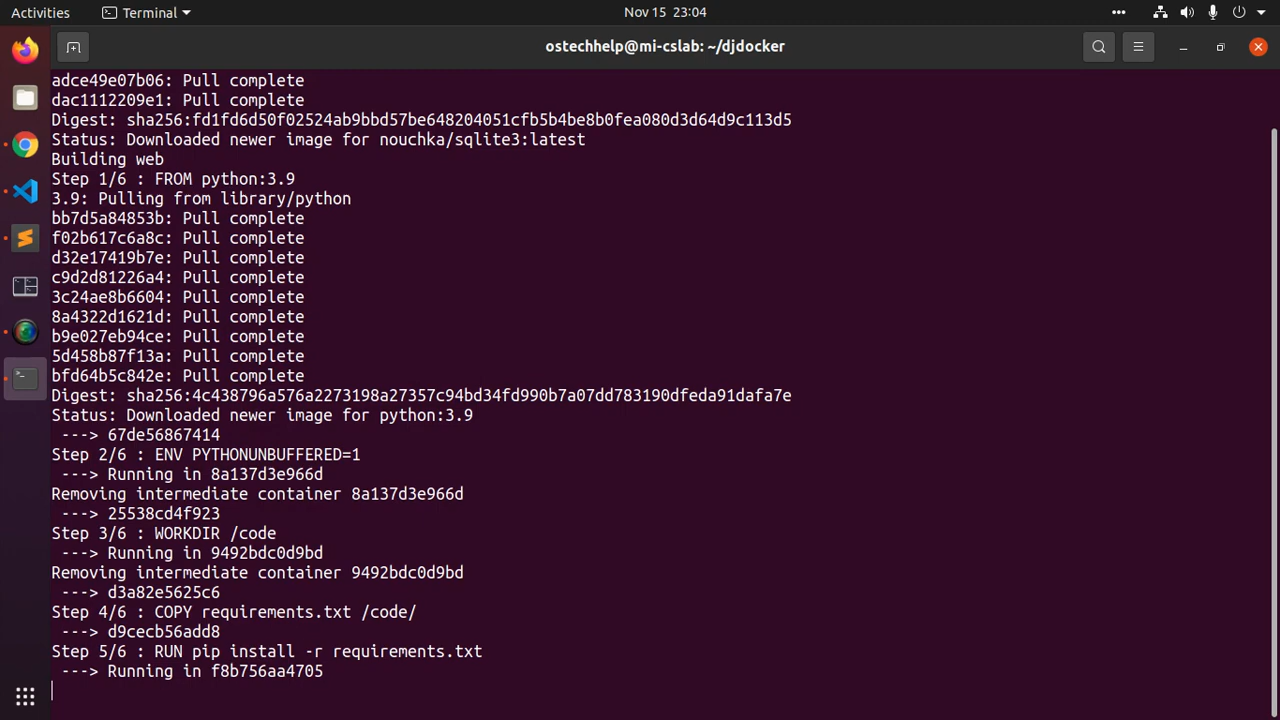 Activities
Terminal
Nov 15 23:04
ostechhelp@mi-cslab: ~/djdocker
adce49e07b06: Pull complete
dac1112209e1: Pull complete
Digest: sha256:fd1fd6d50f02524ab9bbd57be648204051cfb5b4be8b0fea080d3d64d9c113d5
Status: Downloaded newer image for nouchka/sqlite3:latest
Building web
Step 1/6 : FROM python:3.9
3.9: Pulling from library/python
bb7d5a84853b: Pull complete
f02b617c6a8c: Pull complete
d32e17419b7e: Pull complete
c9d2d81226a4: Pull complete
3c24ae8b6604: Pull complete
8a4322d1621d: Pull complete
b9e027eb94ce: Pull complete
5d458b87f13a: Pull complete
bfd64b5c842e: Pull complete
Digest: sha256:4c438796a576a2273198a27357c94bd34fd990b7a07dd783190dfeda91dafa7e
Status: Downloaded newer image for python:3.9
---> 67de56867414
Step 2/6 : ENV PYTHONUNBUFFERED=1
---> Running in 8a137d3e966d
Removing intermediate container 8a137d3e966d
---> 25538cd4f923
Step 3/6 : WORKDIR /code
---> Running in 9492bdc0d9bd
Removing intermediate container 9492bdc0d9bd
---> d3a82e5625c6
Step 4/6 : COPY requirements.txt /code/
---> d9cecb56add8
Step 5/6 : RUN pip install -r requirements.txt
---> Running in f8b756aa4705